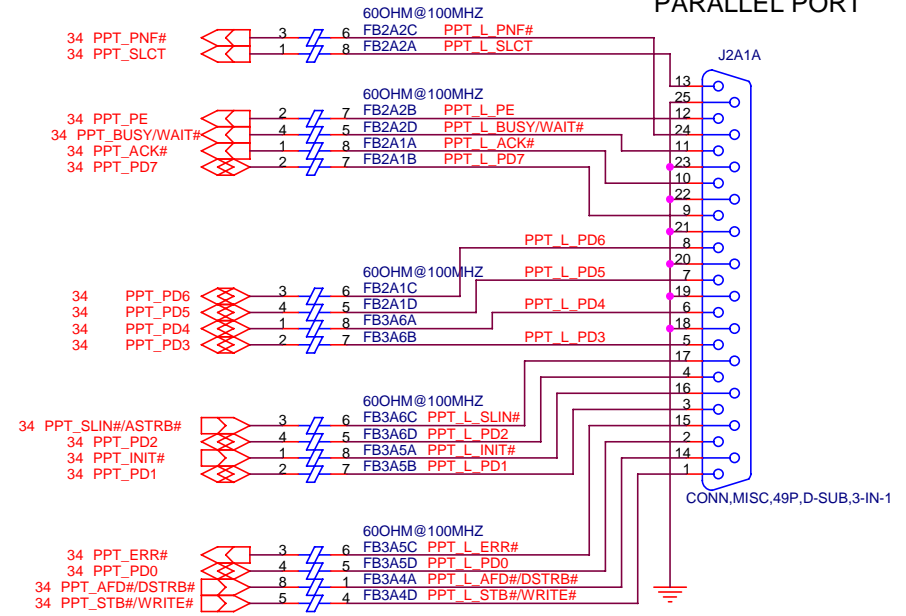 PARALLEL PORT
60OHM@100MHZ
34 PPT_PNF# 3 6 FB2A2C PPT_L_PNF#
34 PPT_SLCT 1 8 FB2A2A PPT_L_SLCT
J2A1A
13
25
60OHM@100MHZ
34 PPT_PE 2 7 FB2A2B PPT_L_PE 12
34 PPT_BUSY/WAIT# 4 5 FB2A2D PPT_L_BUSY/WAIT# 24
34 PPT_ACK# 1 8 FB2A1A PPT_L_ACK# 11
34 PPT_PD7 2 7 FB2A1B PPT_L_PD7 23
10
22
9
21
PPT_L_PD6 8
20
60OHM@100MHZ PPT_L_PD5 7
34 PPT_PD6 3 6 FB2A1C 19
34 PPT_PD5 4 5 FB2A1D PPT_L_PD4 6
34 PPT_PD4 1 8 FB3A6A 18
34 PPT_PD3 2 7 FB3A6B PPT_L_PD3 5
17
4
16
60OHM@100MHZ 3
34 PPT_SLIN#/ASTRB# 3 6 FB3A6C PPT_L_SLIN# 15
34 PPT_PD2 4 5 FB3A6D PPT_L_PD2 2
34 PPT_INIT# 1 8 FB3A5A PPT_L_INIT# 14
34 PPT_PD1 2 7 FB3A5B PPT_L_PD1 1
CONN,MISC,49P,D-SUB,3-IN-1
60OHM@100MHZ
34 PPT_ERR# 3 6 FB3A5C PPT_L_ERR#
34 PPT_PD0 4 5 FB3A5D PPT_L_PD0
34 PPT_AFD#/DSTRB# 8 1 FB3A4A PPT_L_AFD#/DSTRB#
34 PPT_STB#/WRITE# 5 4 FB3A4D PPT_L_STB#/WRITE#